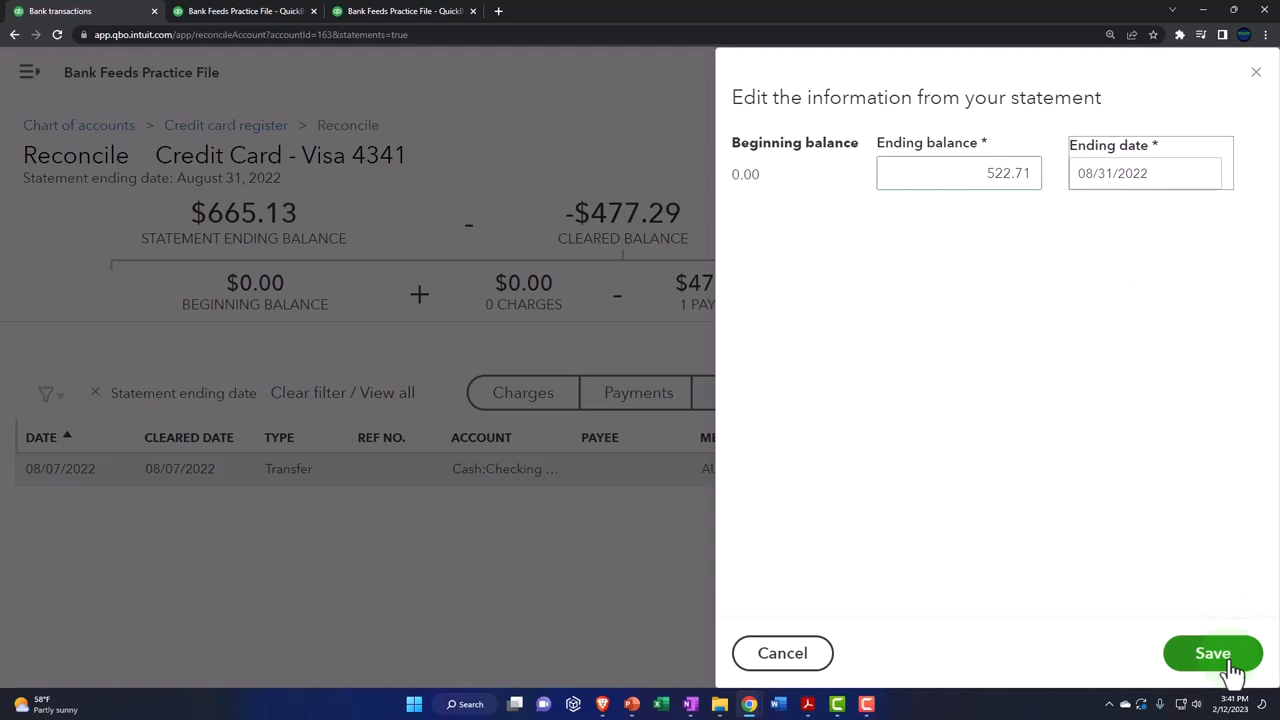 Bank transactions
Bank Feeds Practice File - QuickB
Bank Feeds Practice File - QuickB
app.qbo.intuit.com/app/reconcileAccount?accountId=163&statements=true
Bank Feeds Practice File
Chart of accounts > Credit card register > Reconcile
Reconcile Credit Card - Visa 4341
Statement ending date: August 31, 2022
$665.13 - -$477.29
STATEMENT ENDING BALANCE CLEARED BALANCE
$0.00 + $0.00 - $47
BEGINNING BALANCE 0 CHARGES 1 PAY
Statement ending date Clear filter / View all Charges Payments
DATE CLEARED DATE TYPE REF NO. ACCOUNT PAYEE ME
08/07/2022 08/07/2022 Transfer Cash:Checking ... AU
Edit the information from your statement
Beginning balance Ending balance * Ending date *
0.00 522.71 08/31/2022
Cancel Save
58°F
Partly sunny
Search
3:41 PM
2/12/2023